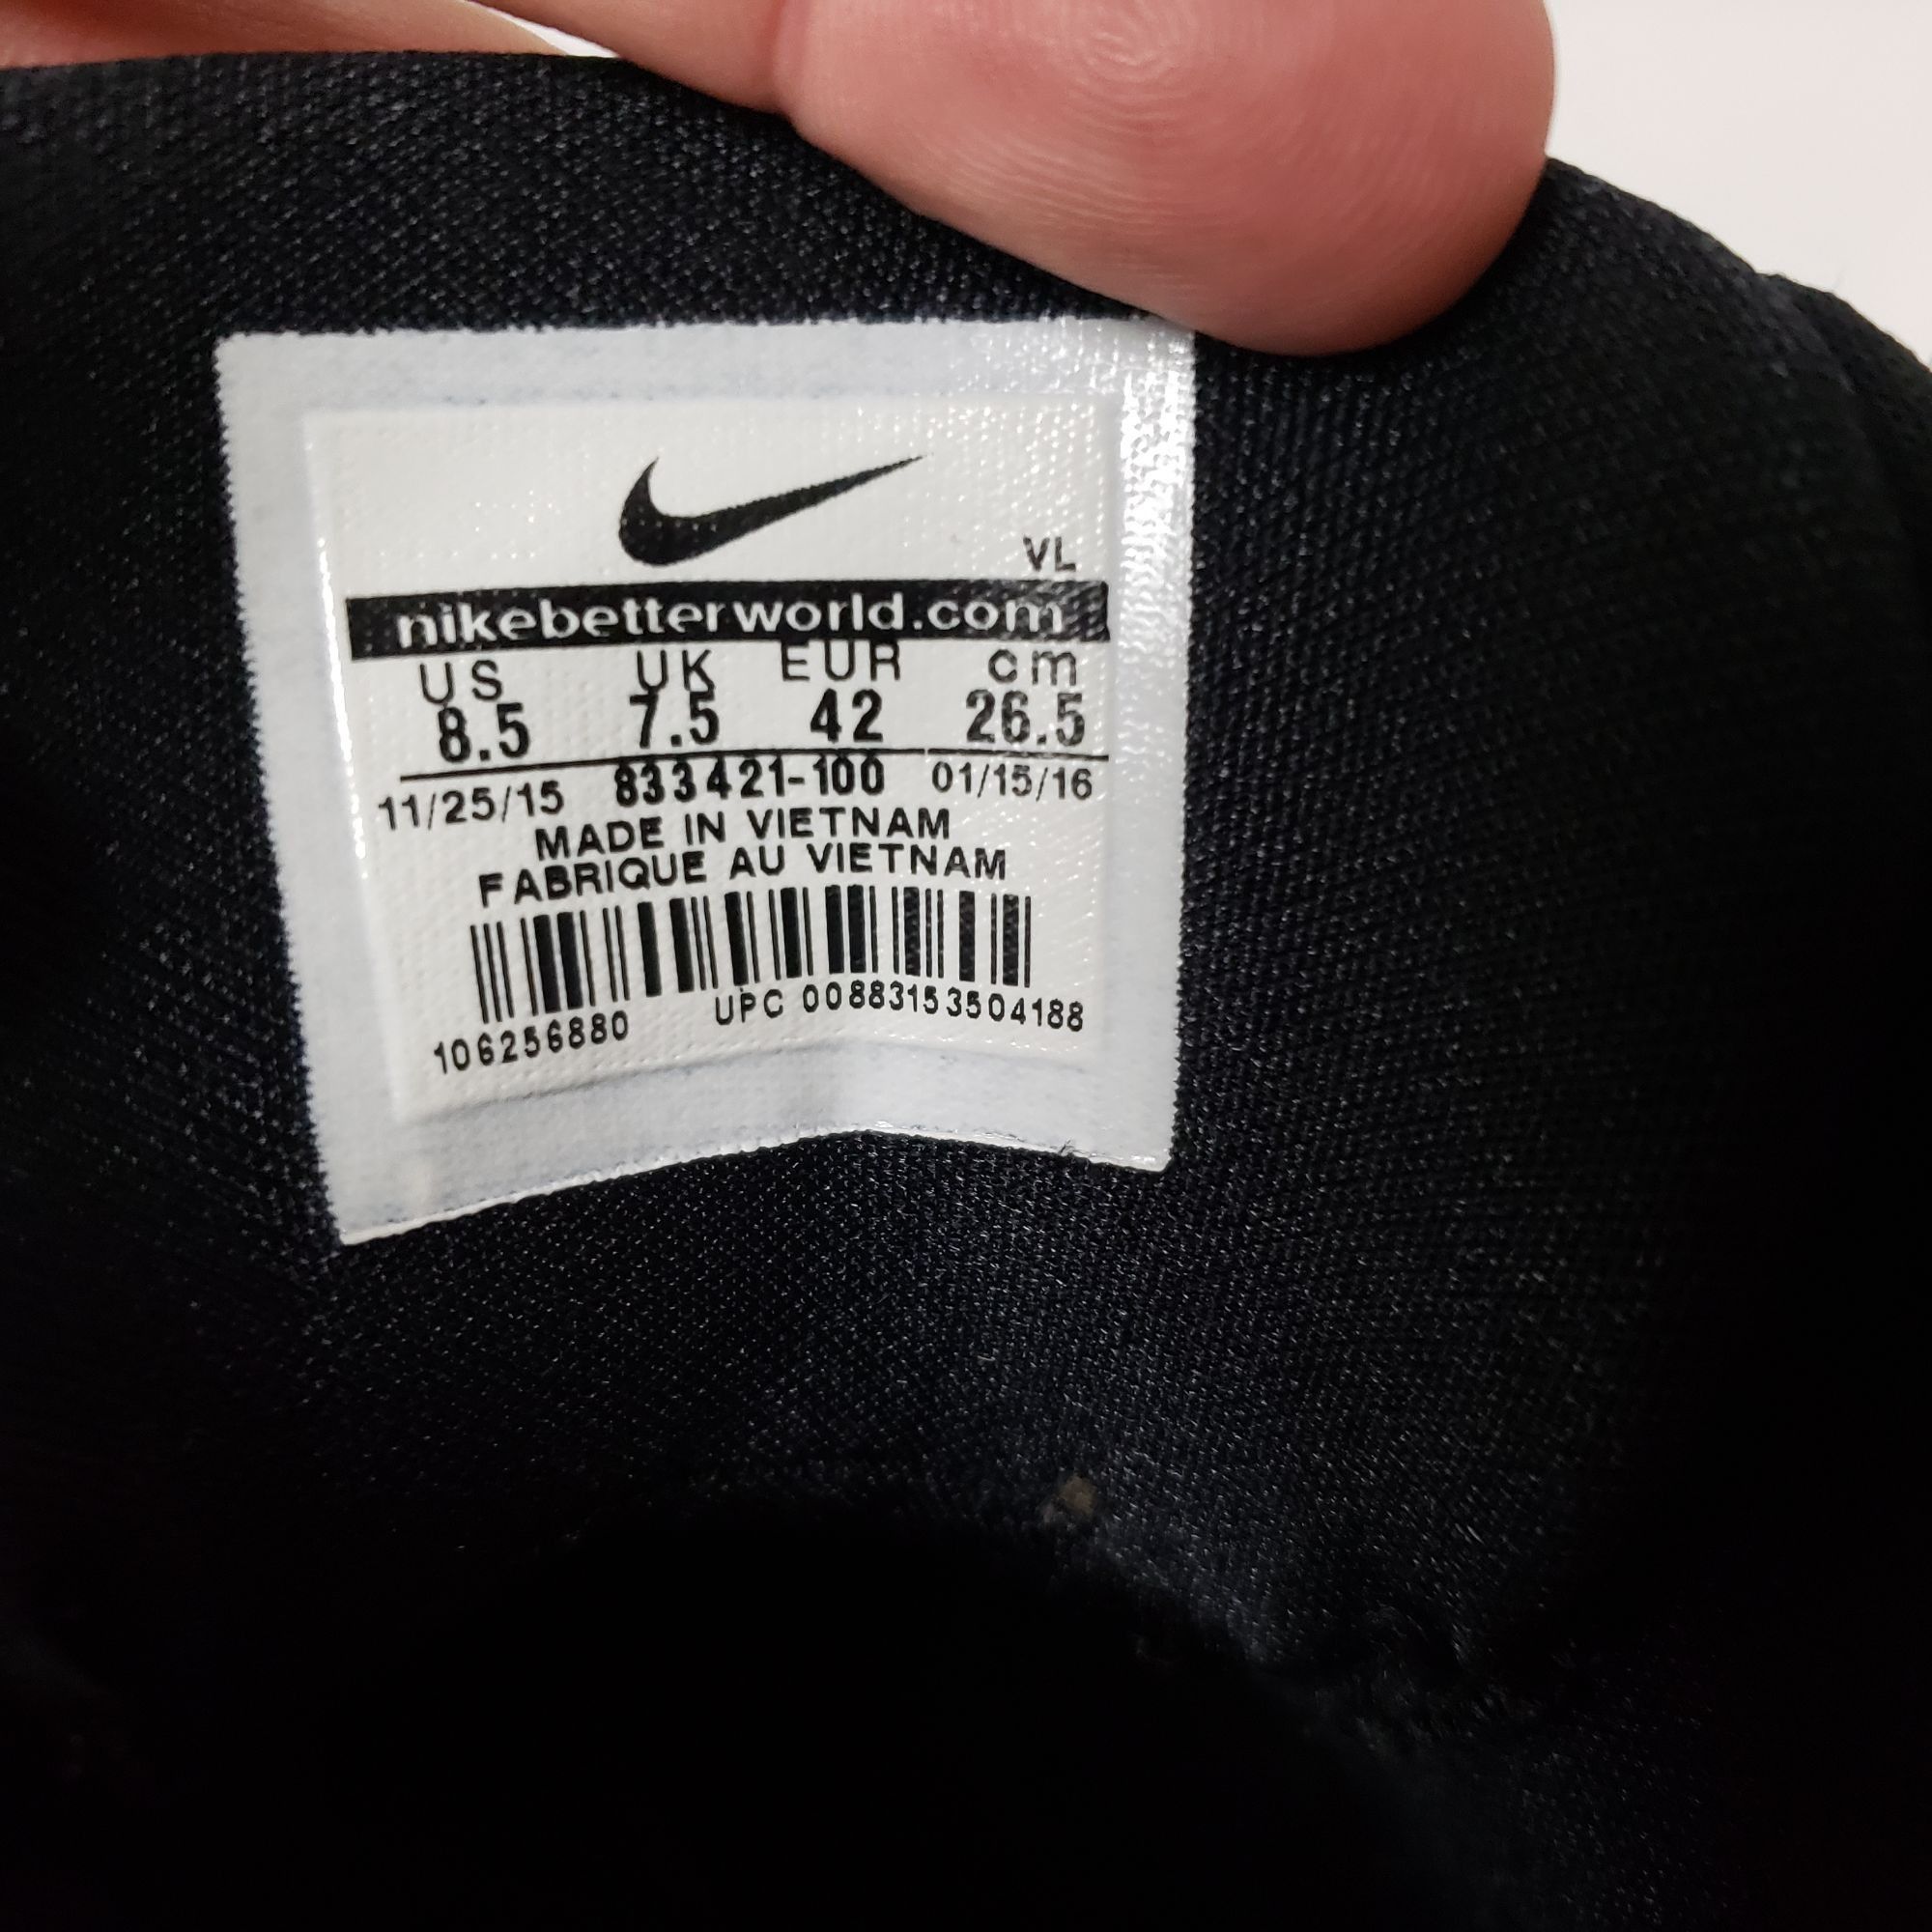 VL
nikebetterworld.com
US UK EUR cm
8.5 7.5 42 26.5
11/25/15 833421-100 01/15/16
MADE IN VIETNAM
FABRIQUE AU VIETNAM
106256880 UPC 00883153504188